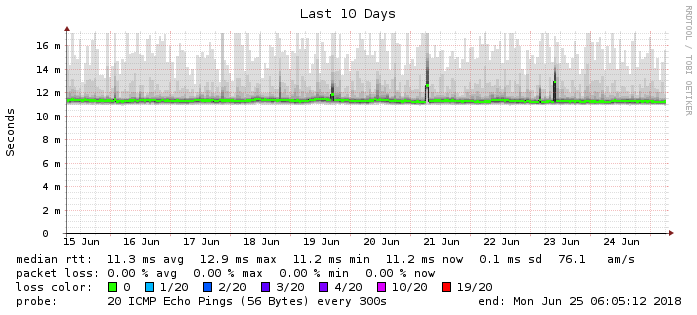 Last 10 Days
RRDTOOL / TOBI OETIKER
Seconds
16 m
14 m
12 m
10 m
8 m
6 m
4 m
2 m
0
15 Jun 16 Jun 17 Jun 18 Jun 19 Jun 20 Jun 21 Jun 22 Jun 23 Jun 24 Jun
median rtt: 11.3 ms avg 12.9 ms max 11.2 ms min 11.2 ms now 0.1 ms sd 76.1 am/s
packet loss: 0.00 % avg 0.00 % max 0.00 % min 0.00 % now
loss color: 0 1/20 2/20 3/20 4/20 10/20 19/20
probe: 20 ICMP Echo Pings (56 Bytes) every 300s end: Mon Jun 25 06:05:12 2018